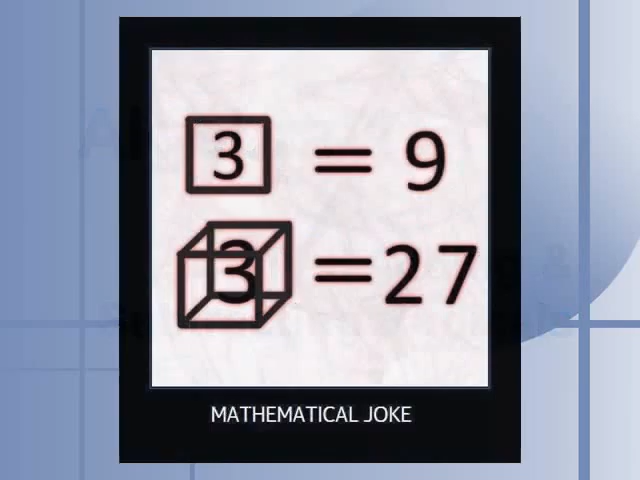 3 = 9
3 = 27
MATHEMATICAL JOKE